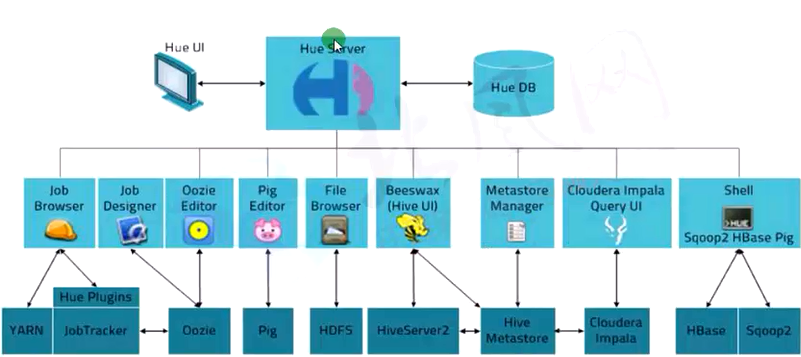 Hue UI
Hue Server
Hue DB
Job
Browser
Job
Designer
Oozie
Editor
Pig
Editor
File
Browser
Beeswax
(Hive UI)
Metastore
Manager
Cloudera Impala
Query UI
Shell
>HUE
Sqoop2 HBase Pig
Hue Plugins
YARN
JobTracker
Oozie
Pig
HDFS
HiveServer2
Hive
Metastore
Cloudera
Impala
HBase
Sqoop2